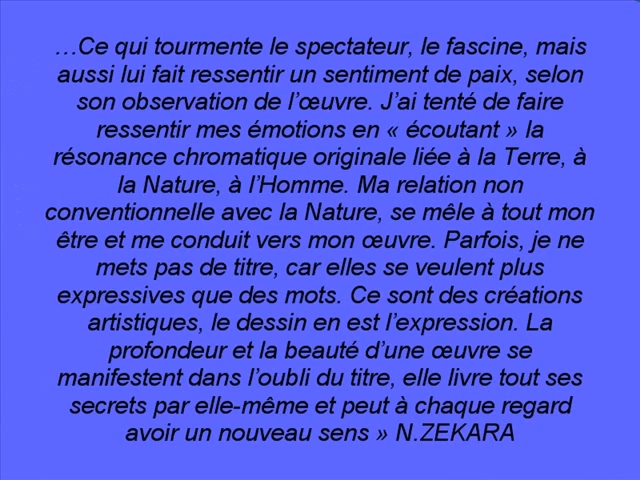 …Ce qui tourmente le spectateur, le fascine, mais
aussi lui fait ressentir un sentiment de paix, selon
son observation de l’œuvre. J’ai tenté de faire
ressentir mes émotions en « écoutant » la
résonance chromatique originale liée à la Terre, à
la Nature, à l’Homme. Ma relation non
conventionnelle avec la Nature, se mêle à tout mon
être et me conduit vers mon œuvre. Parfois, je ne
mets pas de titre, car elles se veulent plus
expressives que des mots. Ce sont des créations
artistiques, le dessin en est l’expression. La
profondeur et la beauté d’une œuvre se
manifestent dans l’oubli du titre, elle livre tout ses
secrets par elle-même et peut à chaque regard
avoir un nouveau sens » N.ZEKARA